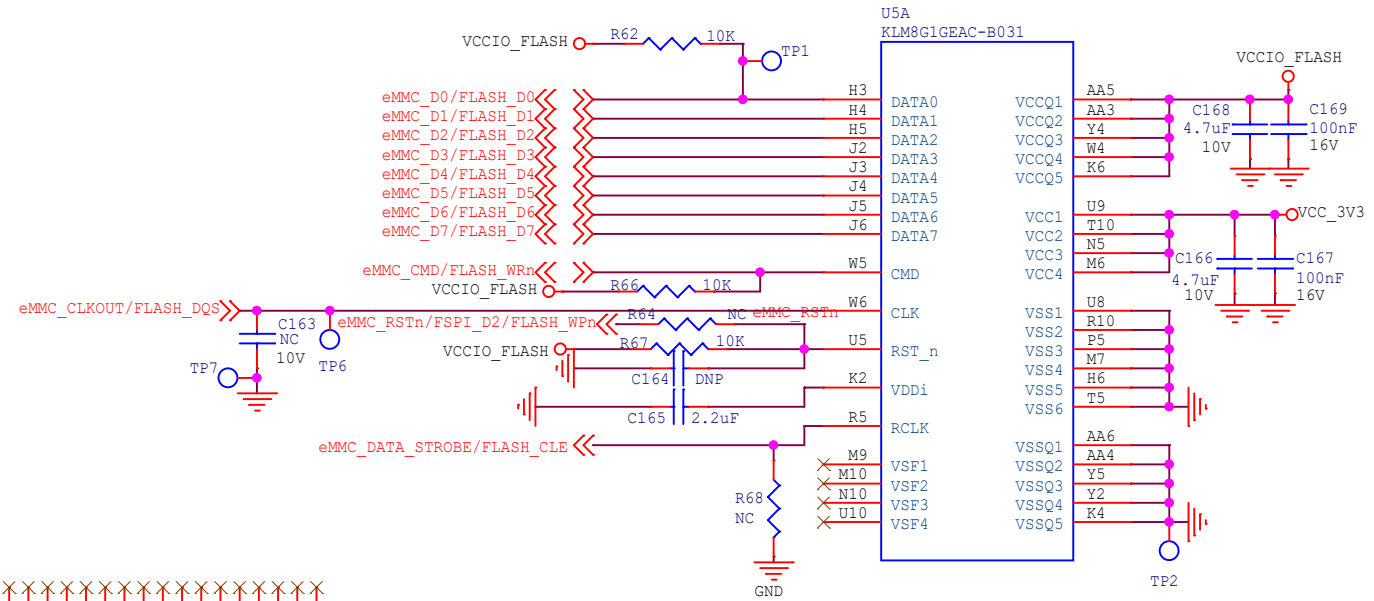 U5A
KLM8G1GEAC-B031
VCCIO_FLASH
R62
10K
TP1
VCCIO_FLASH
eMMC_D0/FLASH_D0
H3
DATA0
VCCQ1
AA5
eMMC_D1/FLASH_D1
H4
DATA1
VCCQ2
AA3
C168
4.7uF
10V
C169
100nF
16V
eMMC_D2/FLASH_D2
H5
DATA2
VCCQ3
Y4
eMMC_D3/FLASH_D3
J2
DATA3
VCCQ4
W4
eMMC_D4/FLASH_D4
J3
DATA4
VCCQ5
K6
eMMC_D5/FLASH_D5
J4
DATA5
eMMC_D6/FLASH_D6
J5
DATA6
VCC1
U9
VCC_3V3
eMMC_D7/FLASH_D7
J6
DATA7
VCC2
T10
VCC3
N5
eMMC_CMD/FLASH_WRn
W5
CMD
VCC4
M6
C166
4.7uF
10V
C167
100nF
16V
VCCIO_FLASH
R66
10K
eMMC_CLKOUT/FLASH_DQS
W6
CLK
VSS1
U8
C163
NC
10V
TP7
TP6
eMMC_RSTn/FSPI_D2/FLASH_WPn
R64
NC
eMMC_RSTn
VSS2
R10
VCCIO_FLASH
R67
10K
U5
RST_n
VSS3
P5
C164
DNP
VSS4
M7
K2
VDDi
VSS5
H6
C165
2.2uF
VSS6
T5
R5
RCLK
eMMC_DATA_STROBE/FLASH_CLE
VSSQ1
AA6
M9
VSF1
VSSQ2
AA4
M10
VSF2
VSSQ3
Y5
R68
NC
N10
VSF3
VSSQ4
Y2
U10
VSF4
VSSQ5
K4
GND
TP2